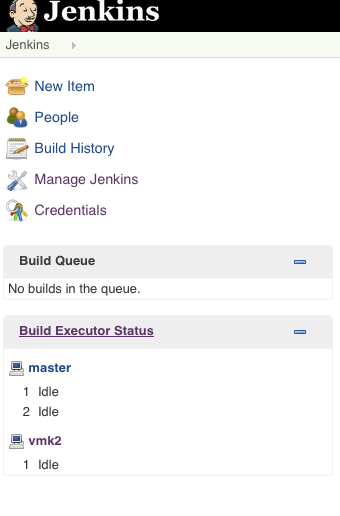 Jenkins
Jenkins
New Item
People
Build History
Manage Jenkins
Credentials
Build Queue
No builds in the queue.
Build Executor Status
master
1 Idle
2 Idle
vmk2
1 Idle